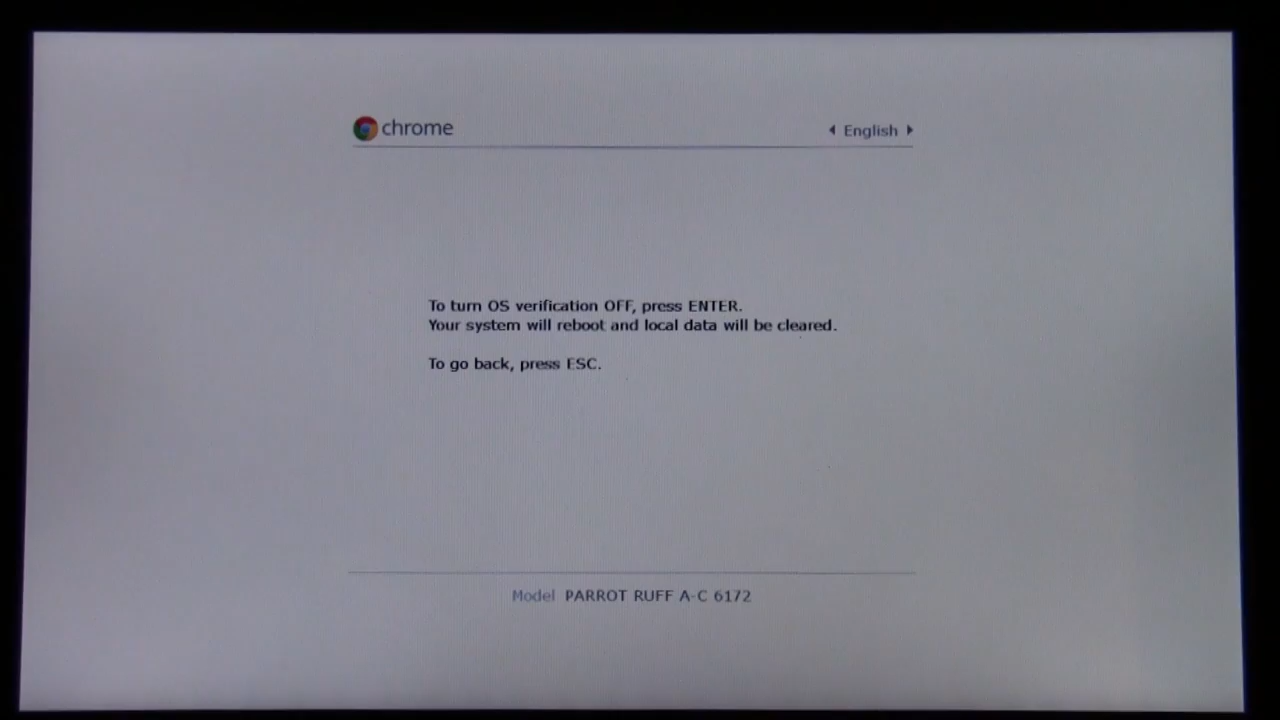 chrome
English
To turn OS verification OFF, press ENTER.
Your system will reboot and local data will be cleared.
To go back, press ESC.
Model PARROT RUFF A-C 6172